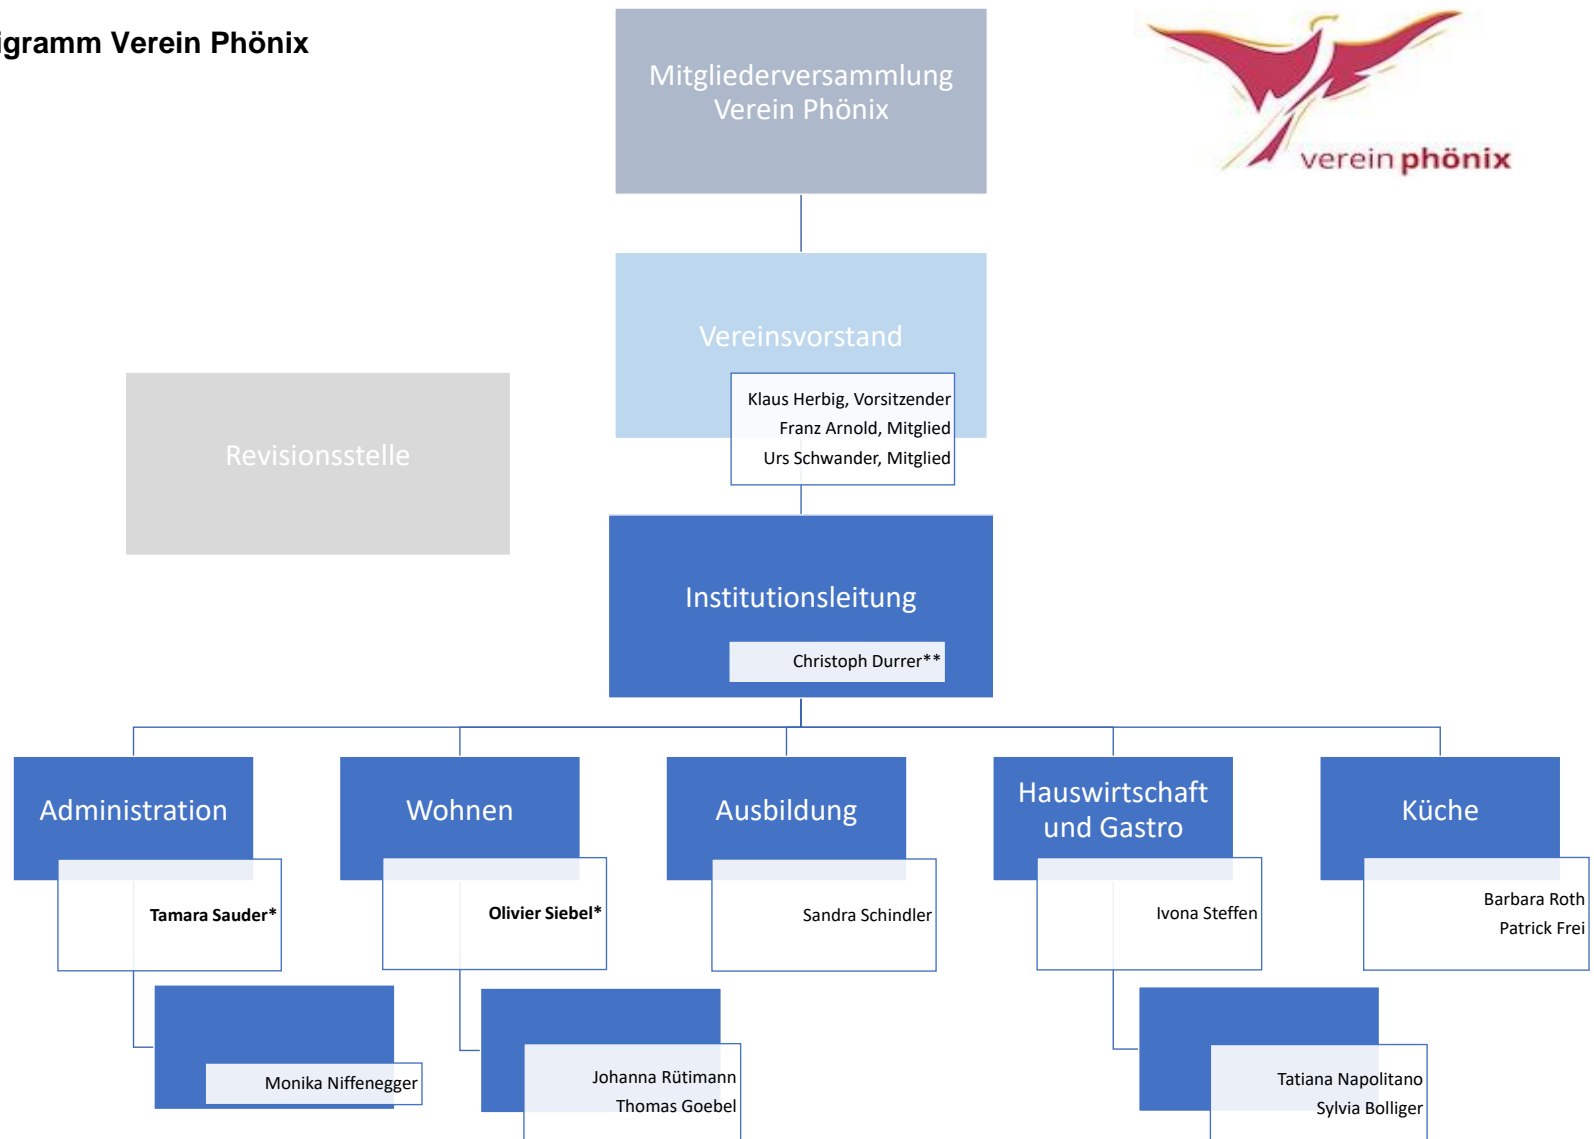 igramm Verein Phönix
Mitgliederversammlung
Verein Phönix
verein phönix
Vereinsvorstand
Klaus Herbig, Vorsitzender
Franz Arnold, Mitglied
Urs Schwander, Mitglied
Revisionsstelle
Institutionsleitung
Christoph Durrer**
Administration
Tamara Sauder*
Monika Niffenegger
Wohnen
Olivier Siebel*
Johanna Rütimann
Thomas Goebel
Ausbildung
Sandra Schindler
Hauswirtschaft
und Gastro
Ivona Steffen
Tatiana Napolitano
Sylvia Bolliger
Küche
Barbara Roth
Patrick Frei